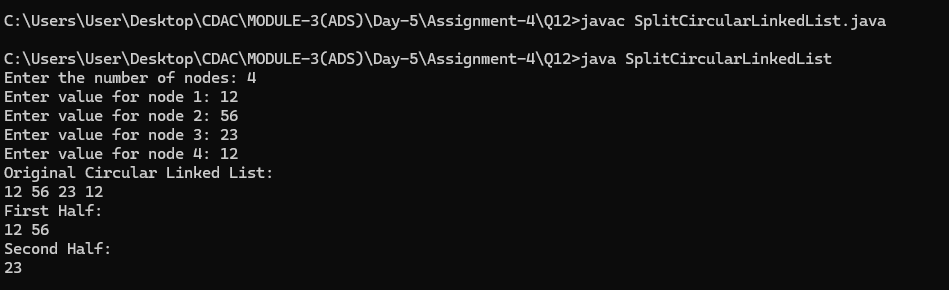 C:\Users\User\Desktop\CDAC\MODULE-3(ADS)\Day-5\Assignment-4\Q12>javac SplitCircularLinkedList.java
C:\Users\User\Desktop\CDAC\MODULE-3(ADS)\Day-5\Assignment-4\Q12>java SplitCircularLinkedList
Enter the number of nodes: 4
Enter value for node 1: 12
Enter value for node 2: 56
Enter value for node 3: 23
Enter value for node 4: 12
Original Circular Linked List:
12 56 23 12
First Half:
12 56
Second Half:
23